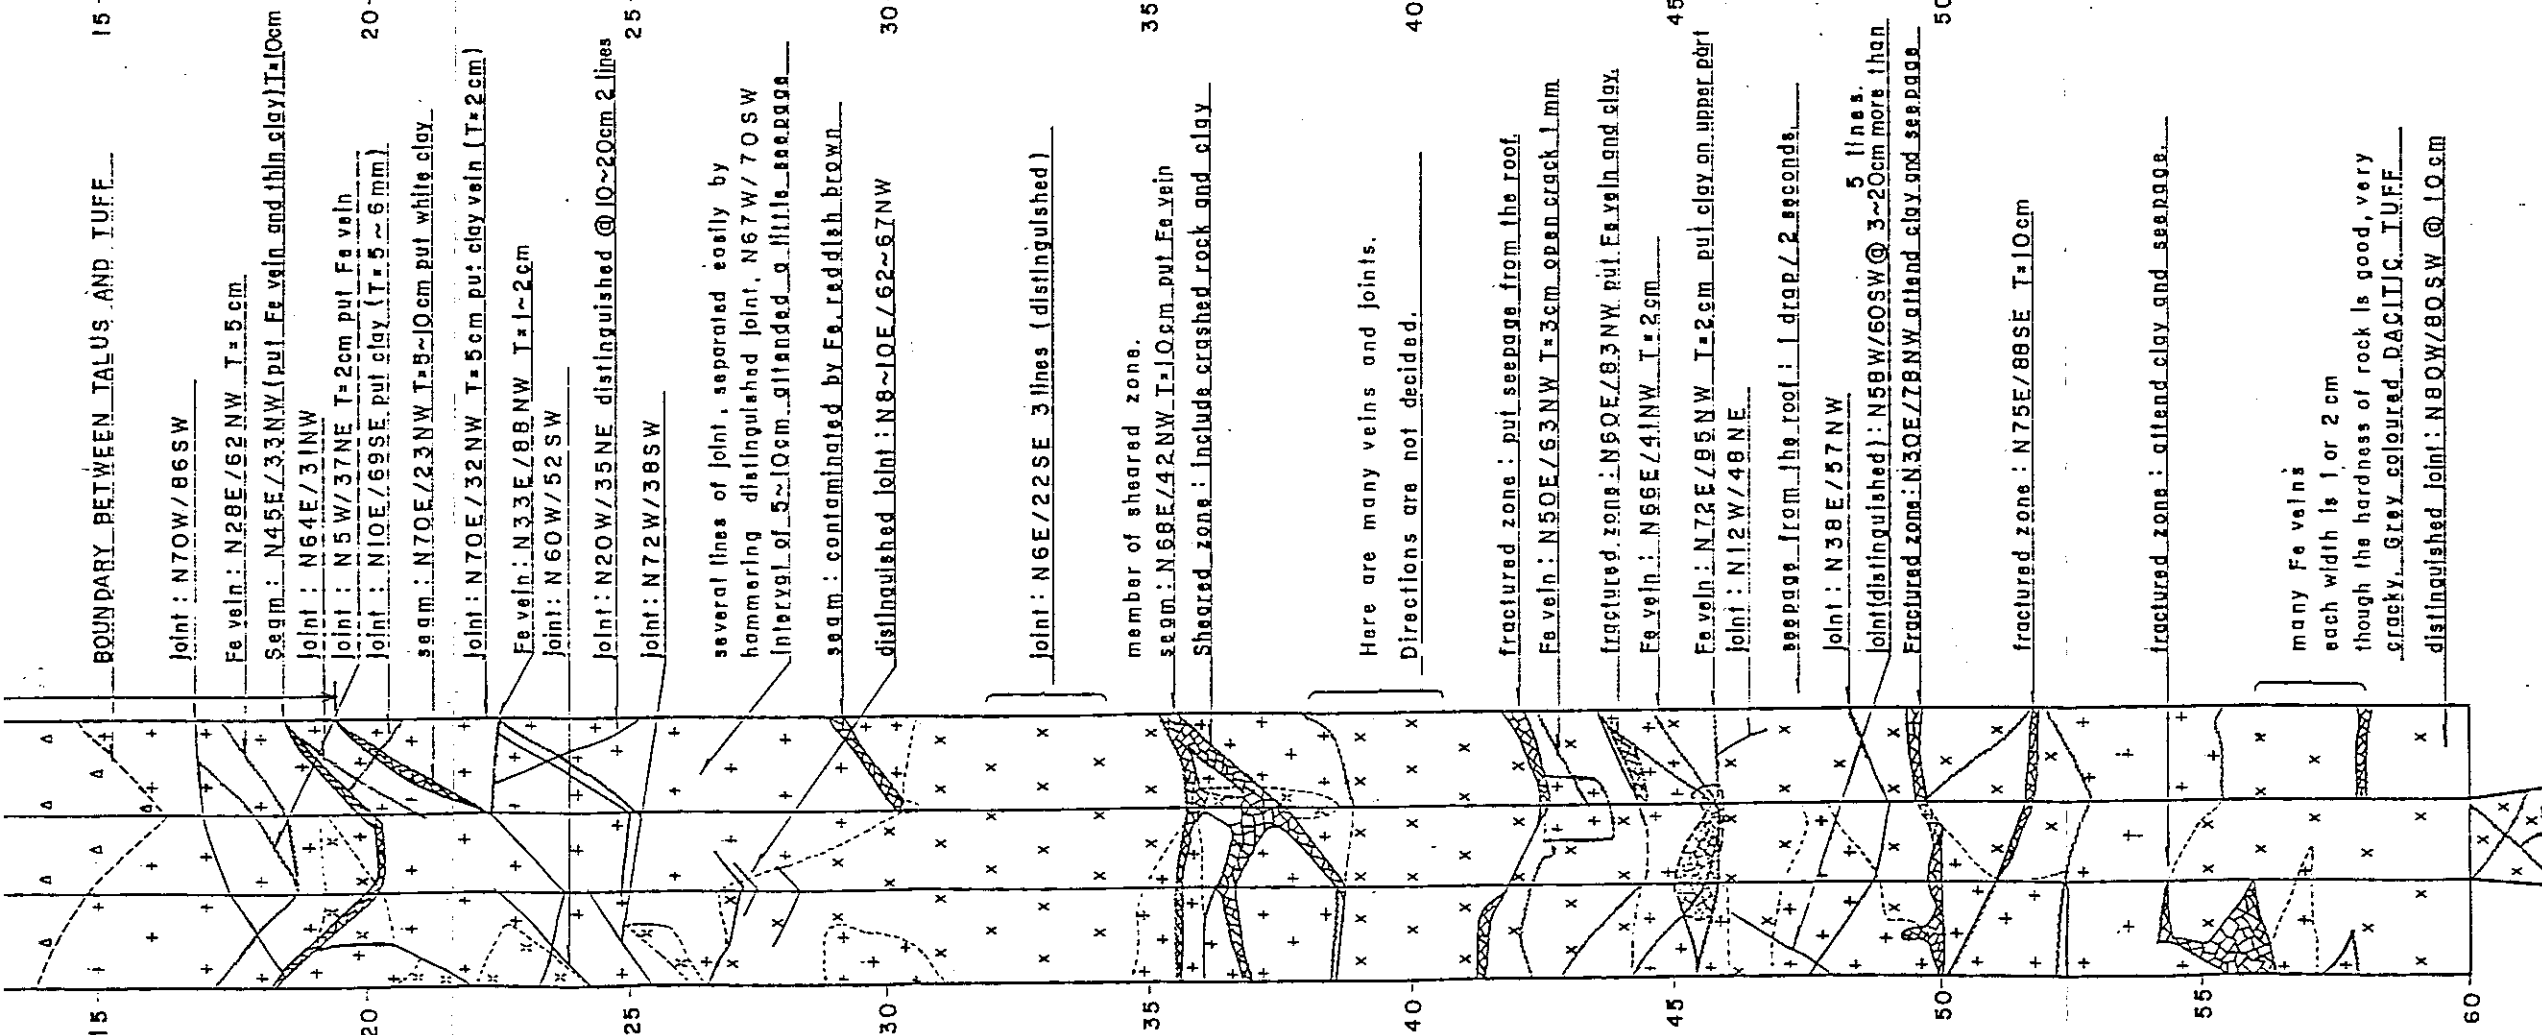 15
20
25
30
35
40
45
50
BOUNDARY BETWEEN TALUS AND TUFF
joint : N70W/86SW
Fe vein : N28E/62NW T=5cm
Seam : N45E/33NW (put Fe vein and thin clay) T=10cm
joint : N64E/31NW
joint : N5W/37NE T=2cm put Fe vein
joint : N10E/69SE put clay (T=5~6mm)
seam : N70E/23NW T=5~10cm put white clay
joint : N70E/32NW T=5cm put clay vein (T=2cm)
Fe vein : N33E/88NW T=1~2cm
joint : N60W/52SW
joint : N20W/35NE distinguished @10~20cm 2 lines
joint : N72W/38SW
several lines of joint, separated easily by
hammering distinguished joint, N67W/70SW
Interval of 5~10cm attended a little seepage
seam : contaminated by Fe, reddish brown
distinguished joint : N8~10E/62~67NW
joint : N6E/22SE 3lines (distinguished)
member of sheared zone.
seam : N68E/42NW T=10cm put Fe vein
Sheared zone : include crashed rock and clay
Here are many veins and joints.
Directions are not decided.
fractured zone : put seepage from the roof.
Fe vein : N50E/63NW T=3cm open crack 1mm
fractured zone : N60E/83NW put Fe vein and clay.
Fe vein : N66E/41NW T=2cm
Fe vein : N72E/85NW T=2cm put clay on upper part
joint : N12W/48NE
seepage from the roof : 1 drop/2 seconds
joint : N38E/57NW
5 lines.
joint(distinguished) : N58W/60SW@ 3~20cm more than
Fractured zone : N30E/78NW attend clay and seepage
fractured zone : N75E/88SE T=10cm
fractured zone : attend clay and seepage.
many Fe veins
each width is 1 or 2 cm
though the hardness of rock is good, very
cracky. Grey coloured DACITIC TUFF
distinguished joint : N80W/80SW @ 10cm
15
20
25
30
35
40
45
50
55
60